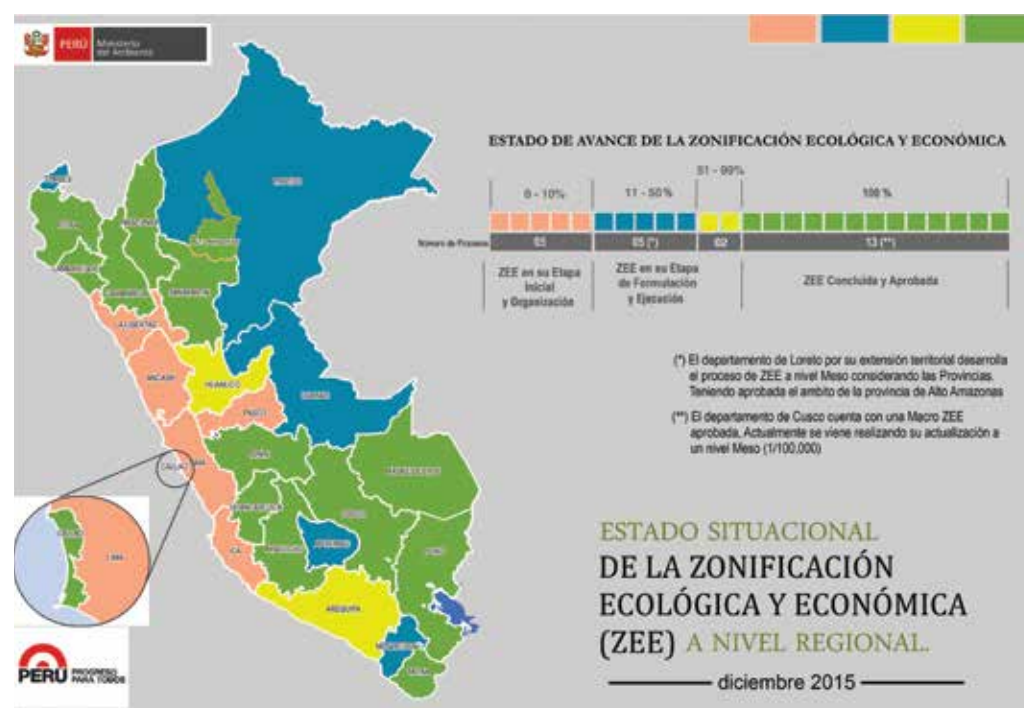 PERÚ Ministerio
del Ambiente
ESTADO DE AVANCE DE LA ZONIFICACIÓN ECOLÓGICA Y ECONÓMICA
0 - 10% 11 - 50% 51 - 99% 100 %
Número de Procesos 05 05 (*) 02 13 (**)
ZEE en su Etapa
Inicial
y Organización
ZEE en su Etapa
de Formulación
y Ejecución
ZEE Concluida y Aprobada
(*) El departamento de Loreto por su extensión territorial desarrolla
el proceso de ZEE a nivel Meso considerando las Provincias.
Teniendo aprobada el ambito de la provincia de Alto Amazonas
(**) El departamento de Cusco cuenta con una Macro ZEE
aprobada. Actualmente se viene realizando su actualización a
un nivel Meso (1/100,000)
LA LIBERTAD
ANCASH
HUANUCO
PASCO
JUNIN
CALLAO
HUANCAVELICA
CUSCO
ICA
PUNO
AREQUIPA
CALLAO
LIMA
ESTADO SITUACIONAL
DE LA ZONIFICACIÓN
ECOLÓGICA Y ECONÓMICA
(ZEE) A NIVEL REGIONAL.
diciembre 2015
PERÚ PROGRESO
PARA TODOS